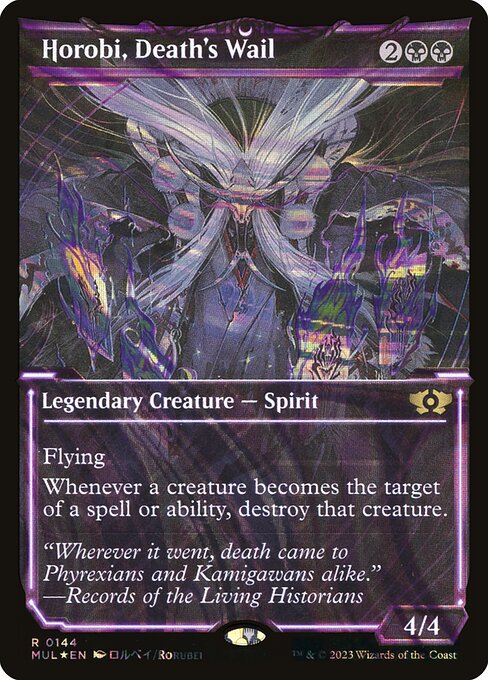 Horobi, Death's Wail 2
Legendary Creature — Spirit
Flying
Whenever a creature becomes the target
of a spell or ability, destroy that creature.
“Wherever it went, death came to
Phyrexians and Kamigawans alike.”
—Records of the Living Historians
4/4
R 0144
MUL★EN ロルベイ/Rorubei
™ & © 2023 Wizards of the Coast